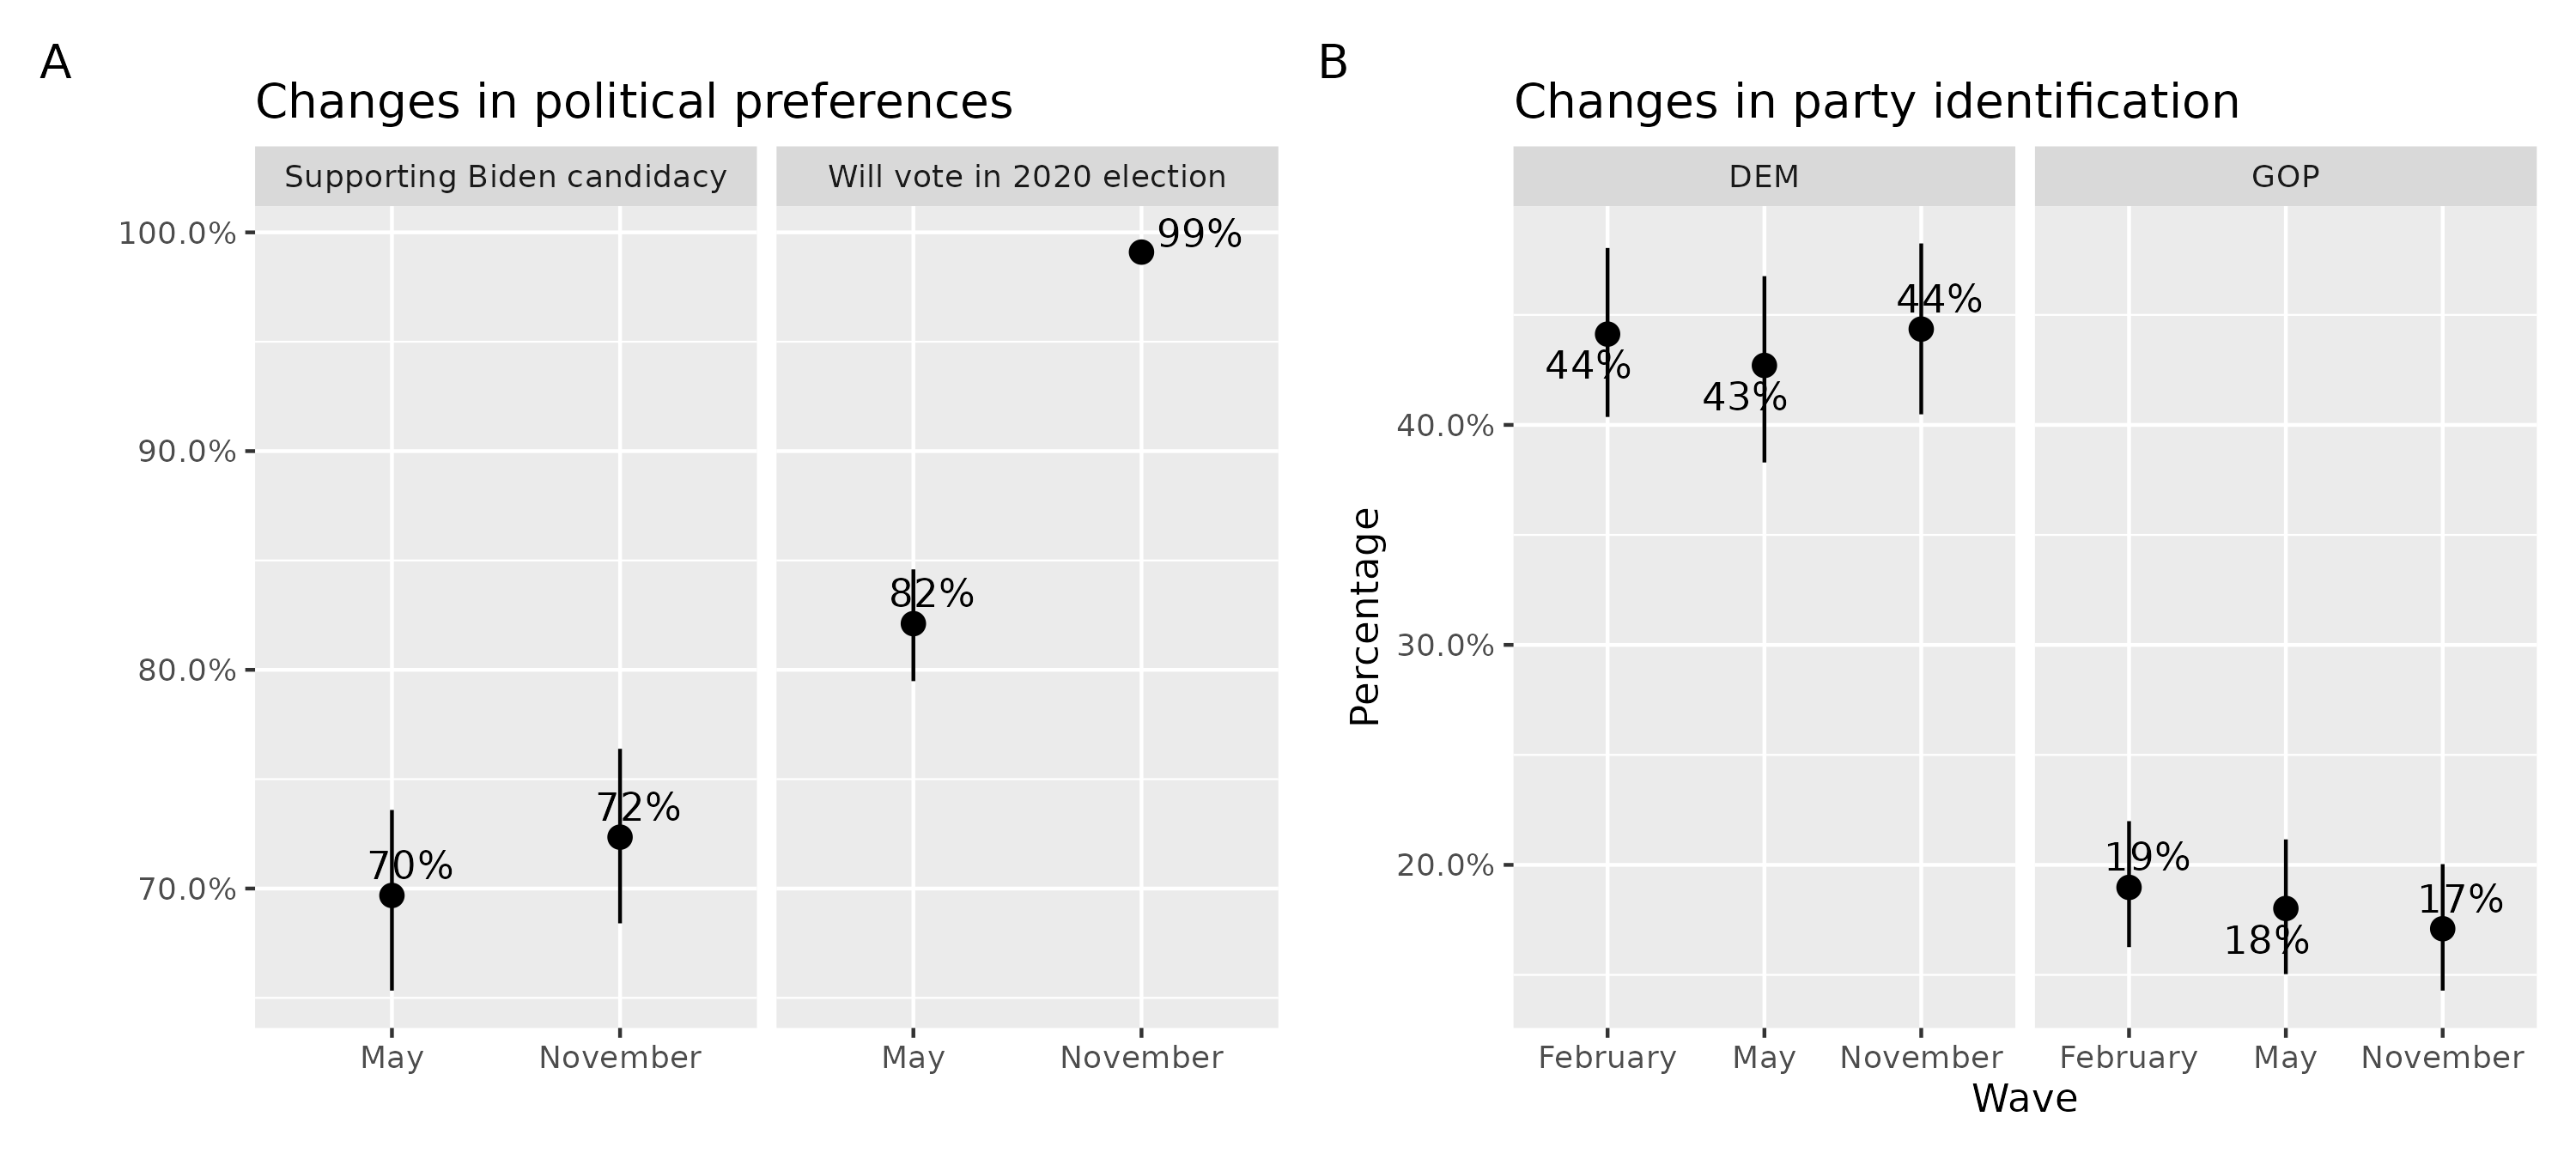 A
Changes in political preferences
Supporting Biden candidacy
Will vote in 2020 election
100.0%
90.0%
80.0%
70.0%
99%
82%
72%
70%
May
November
May
November
B
Changes in party identification
DEM
GOP
Percentage
40.0%
30.0%
20.0%
44%
43%
44%
19%
18%
17%
February
May
November
February
May
November
Wave